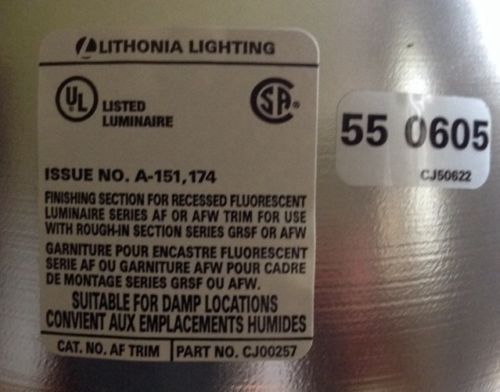 LITHONIA LIGHTING
UL LISTED
LUMINAIRE
SA
ISSUE NO. A-151,174
FINISHING SECTION FOR RECESSED FLUORESCENT
LUMINAIRE SERIES AF OR AFW TRIM FOR USE
WITH ROUGH-IN SECTION SERIES GRSF OR AFW
GARNITURE POUR ENCASTRE FLUORESCENT
SERIE AF OU GARNITURE AFW POUR CADRE
DE MONTAGE SERIES GRSF OU AFW.
SUITABLE FOR DAMP LOCATIONS
CONVIENT AUX EMPLACEMENTS HUMIDES
CAT. NO. AF TRIM PART NO. CJ00257
55 0605
CJ50622